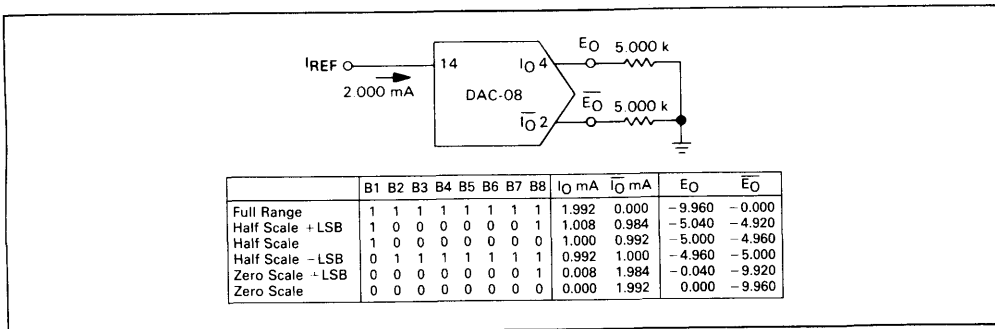 EO 5.000 k
IREF 14 IO 4
2.000 mA DAC-08
EO̅ 5.000 k
IO̅ 2
B1 B2 B3 B4 B5 B6 B7 B8 IO mA IO̅ mA EO EO̅
Full Range 1 1 1 1 1 1 1 1 1.992 0.000 −9.960 −0.000
Half Scale +LSB 1 0 0 0 0 0 0 1 1.008 0.984 −5.040 −4.920
Half Scale 1 0 0 0 0 0 0 0 1.000 0.992 −5.000 −4.960
Half Scale −LSB 0 1 1 1 1 1 1 1 0.992 1.000 −4.960 −5.000
Zero Scale +LSB 0 0 0 0 0 0 0 1 0.008 1.984 −0.040 −9.920
Zero Scale 0 0 0 0 0 0 0 0 0.000 1.992 0.000 −9.960